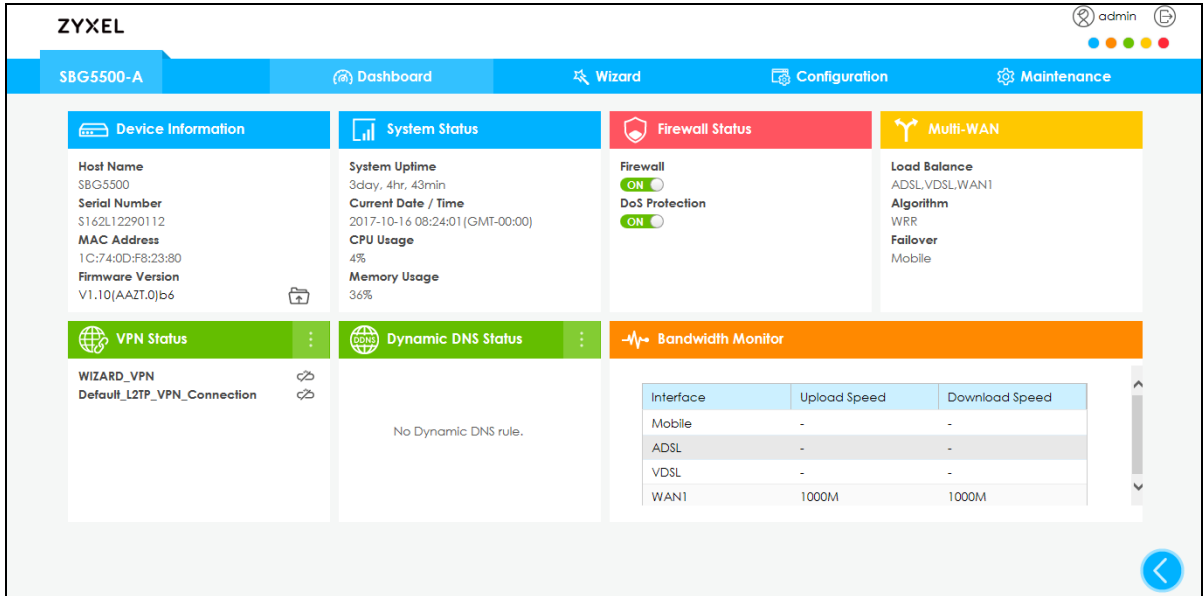 ZYXEL
admin
SBG5500-A
Dashboard
Wizard
Configuration
Maintenance
Device Information
Host Name
SBG5500
Serial Number
S162L12290112
MAC Address
1C:74:0D:F8:23:80
Firmware Version
V1.10(AAZT.0)b6
System Status
System Uptime
3day, 4hr, 43min
Current Date / Time
2017-10-16 08:24:01(GMT-00:00)
CPU Usage
4%
Memory Usage
36%
Firewall Status
Firewall
ON
DoS Protection
ON
Multi-WAN
Load Balance
ADSL,VDSL,WAN1
Algorithm
WRR
Failover
Mobile
VPN Status
WIZARD_VPN
Default_L2TP_VPN_Connection
DDNS
Dynamic DNS Status
No Dynamic DNS rule.
Bandwidth Monitor
Interface Upload Speed Download Speed
Mobile - -
ADSL - -
VDSL - -
WAN1 1000M 1000M